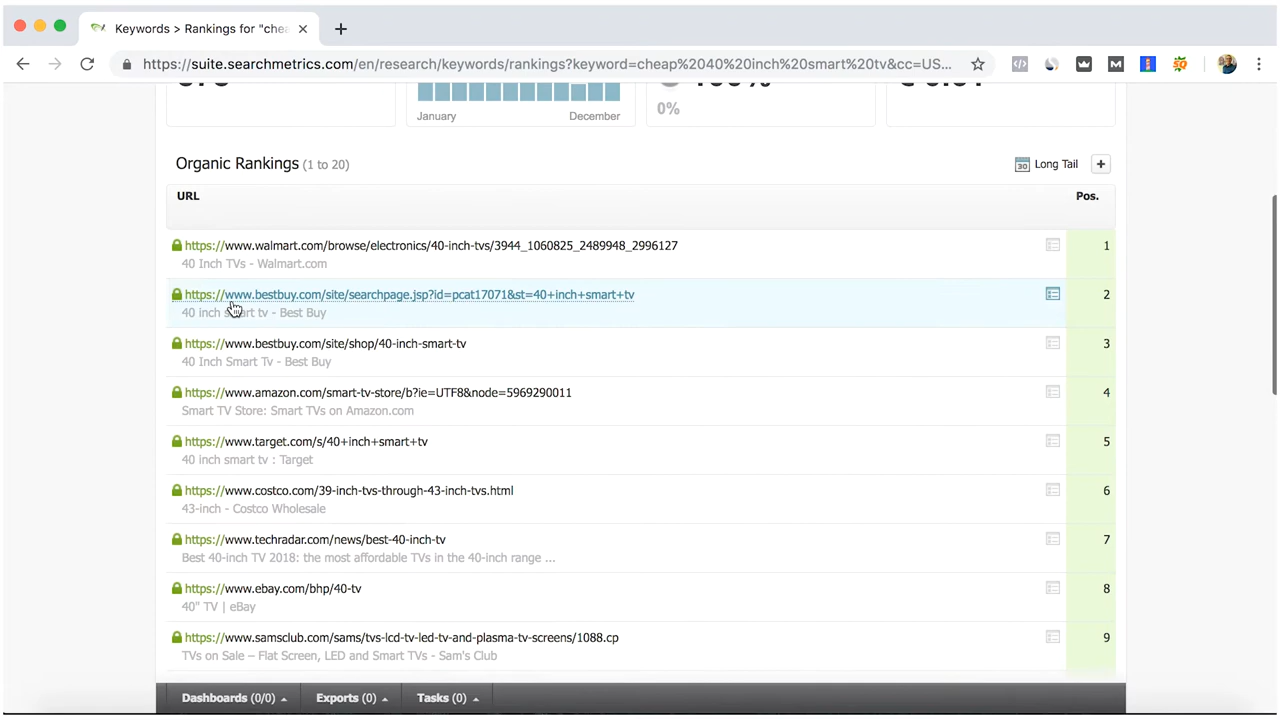 Keywords > Rankings for "chea
https://suite.searchmetrics.com/en/research/keywords/rankings?keyword=cheap%2040%20inch%20smart%20tv&cc=US...
January December
0%
Organic Rankings (1 to 20)
30 Long Tail +
URL Pos.
https://www.walmart.com/browse/electronics/40-inch-tvs/3944_1060825_2489948_2996127 1
40 Inch TVs - Walmart.com
https://www.bestbuy.com/site/searchpage.jsp?id=pcat17071&st=40+inch+smart+tv 2
40 inch smart tv - Best Buy
https://www.bestbuy.com/site/shop/40-inch-smart-tv 3
40 Inch Smart Tv - Best Buy
https://www.amazon.com/smart-tv-store/b?ie=UTF8&node=5969290011 4
Smart TV Store: Smart TVs on Amazon.com
https://www.target.com/s/40+inch+smart+tv 5
40 inch smart tv : Target
https://www.costco.com/39-inch-tvs-through-43-inch-tvs.html 6
43-inch - Costco Wholesale
https://www.techradar.com/news/best-40-inch-tv 7
Best 40-inch TV 2018: the most affordable TVs in the 40-inch range ...
https://www.ebay.com/bhp/40-tv 8
40" TV | eBay
https://www.samsclub.com/sams/tvs-lcd-tv-led-tv-and-plasma-tv-screens/1088.cp 9
TVs on Sale – Flat Screen, LED and Smart TVs - Sam's Club
Dashboards (0/0) Exports (0) Tasks (0)